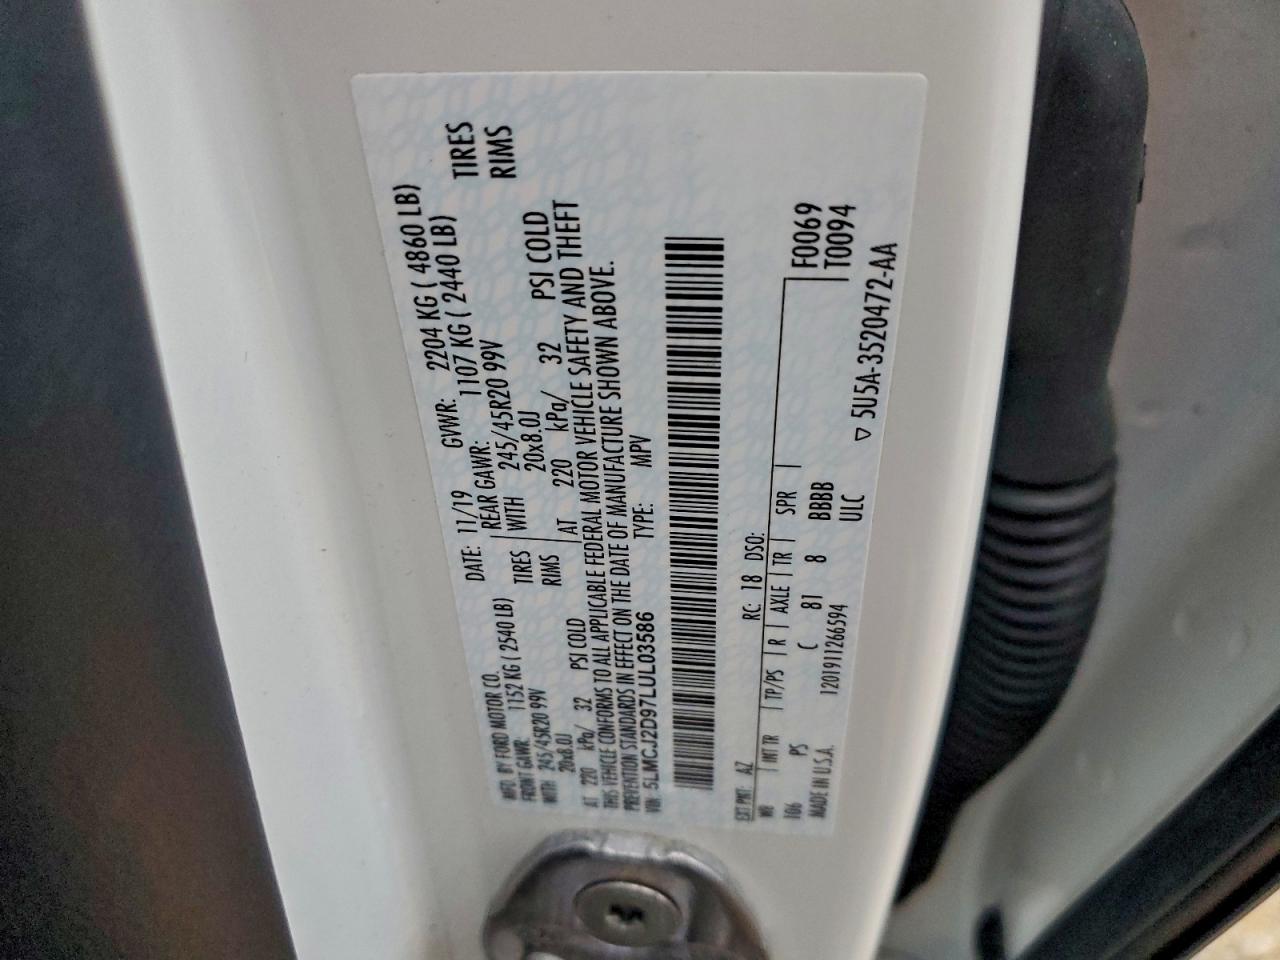 MFD. BY FORD MOTOR CO. DATE: 11/19 GVWR: 2204 KG ( 4860 LB)
FRONT GAWR: 1152 KG ( 2540 LB) REAR GAWR: 1107 KG ( 2440 LB)
WITH 245/45R20 99V TIRES WITH 245/45R20 99V TIRES
20x8.0J RIMS 20x8.0J RIMS
AT 220 kPa/ 32 PSI COLD AT 220 kPa/ 32 PSI COLD
THIS VEHICLE CONFORMS TO ALL APPLICABLE FEDERAL MOTOR VEHICLE SAFETY AND THEFT
PREVENTION STANDARDS IN EFFECT ON THE DATE OF MANUFACTURE SHOWN ABOVE.
VIN: 5LMCJ2D97LUL03586 TYPE: MPV
EXT PNT: AZ RC: 18 DSO:
WB INT TR TP/PS R AXLE TR SPR F0069
106 PS C 81 8 BBBB T0094
MADE IN U.S.A. 1201911266594 ULC
▽ 5U5A-3520472-AA